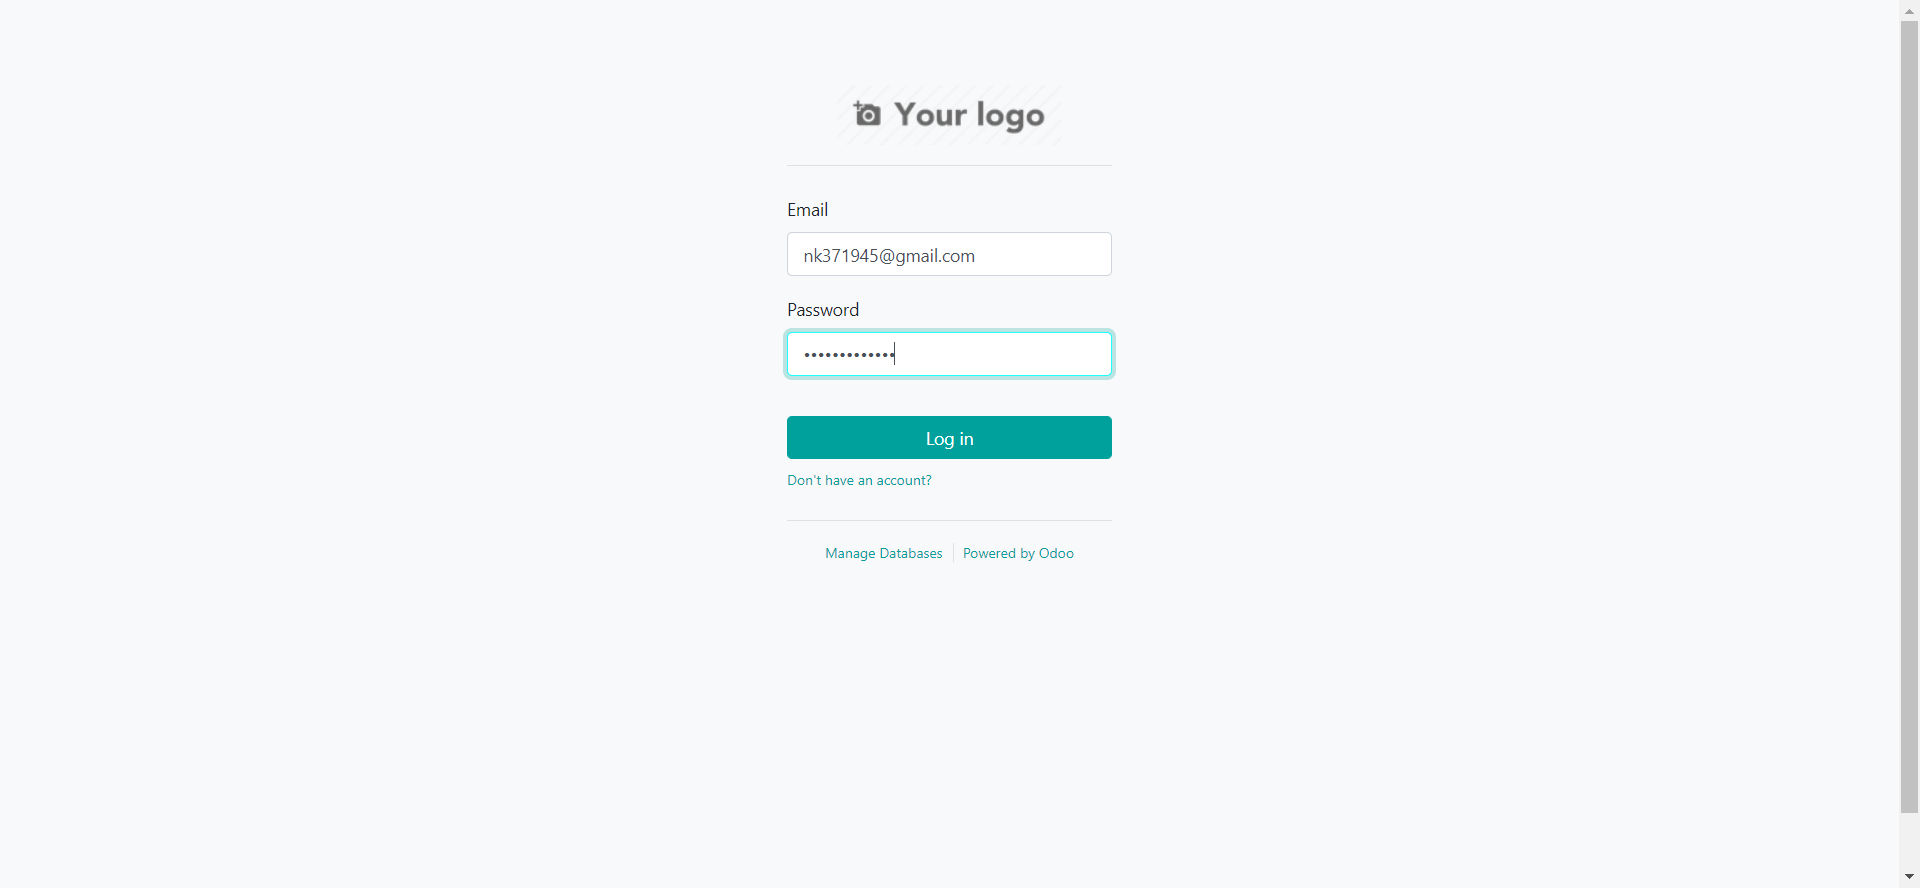 Your logo
Email
nk371945@gmail.com
Password
•••••••••••••
Log in
Don't have an account?
Manage Databases
Powered by Odoo